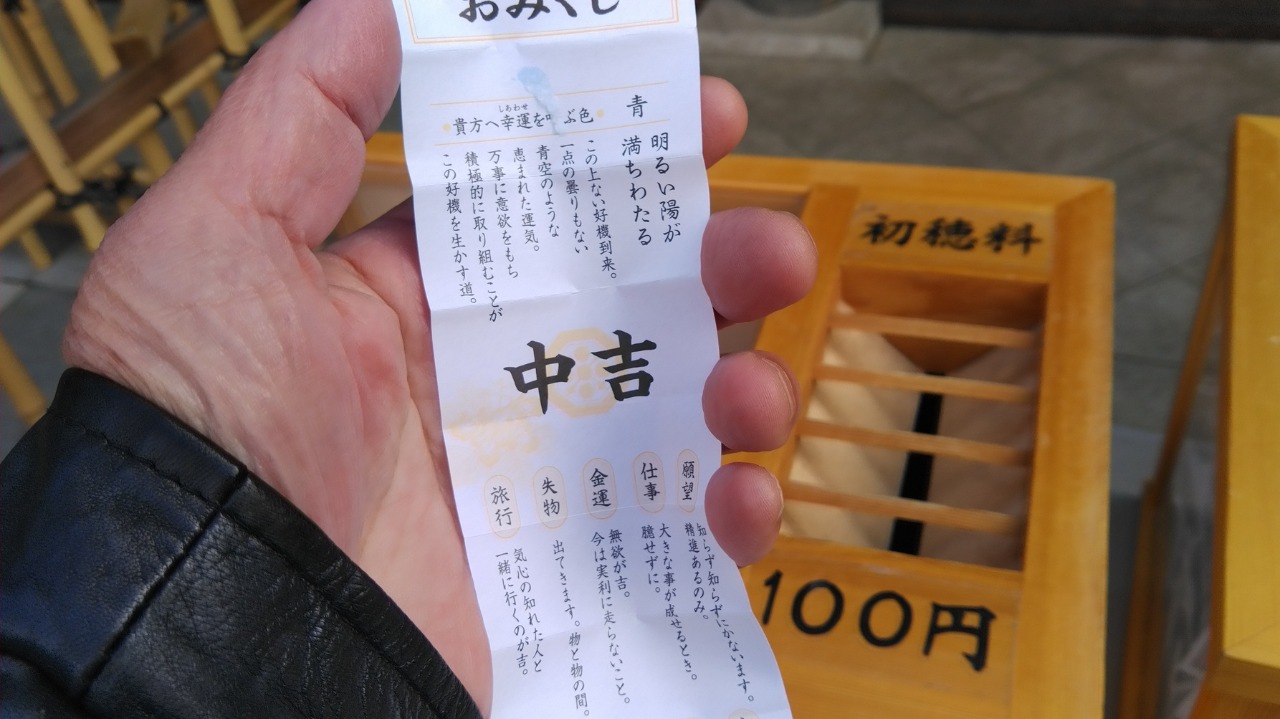 おみくじ
しあわせ
貴方へ幸運を呼ぶ色
青
明るい陽が
満ちわたる
この上ない好機到来。
一点の曇りもない
青空のような
恵まれた運気。
万事に意欲をもち
積極的に取り組むことが
この好機を生かす道。
中吉
願望
知らず知らずにかないます。
精進あるのみ。
仕事
大きな事が成せるとき。
臆せずに。
金運
無欲が吉。
今は実利に走らないこと。
失物
出てきます。物と物の間。
旅行
気心の知れた人と
一緒に行くのが吉。
初穂料
100円